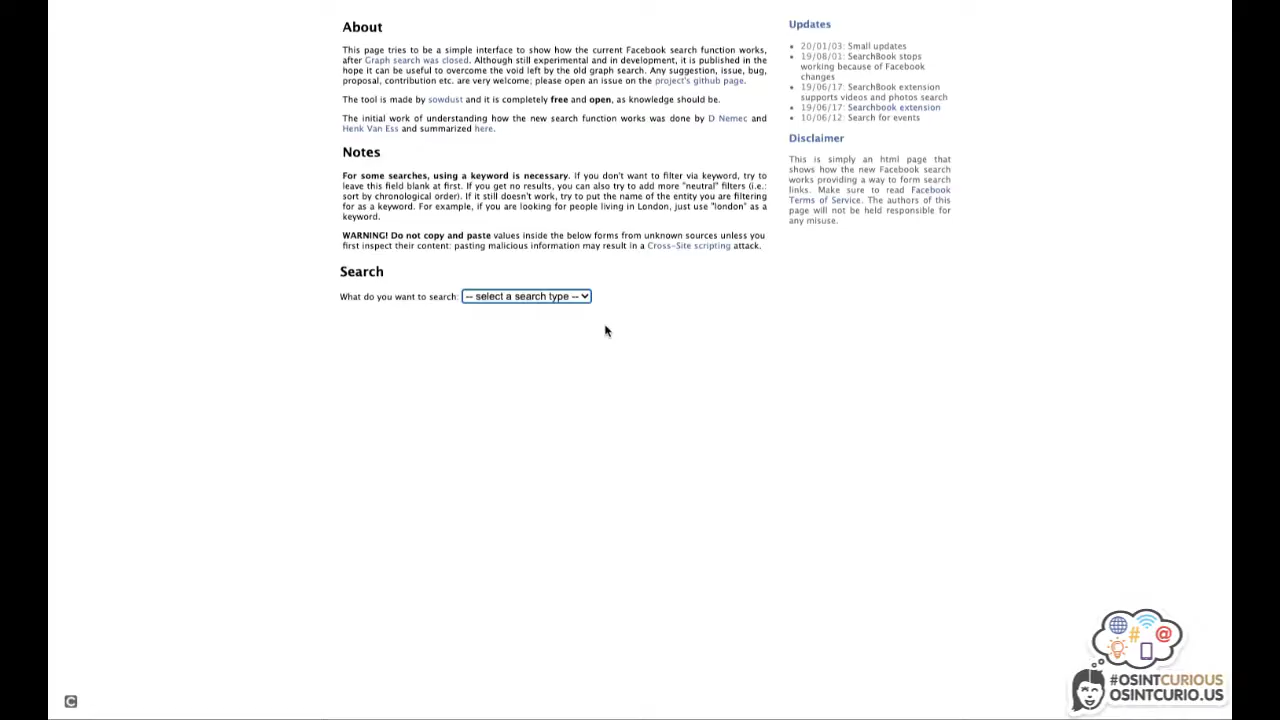 About
This page tries to be a simple interface to show how the current Facebook search function works,
after Graph search was closed. Although still experimental and in development, it is published in the
hope it can be useful to overcome the void left by the old graph search. Any suggestion, issue, bug,
proposal, contribution etc. are very welcome; please open an issue on the project's github page.
The tool is made by sowdust and it is completely free and open, as knowledge should be.
The initial work of understanding how the new search function works was done by D Nemec and
Henk Van Ess and summarized here.
Notes
For some searches, using a keyword is necessary. If you don't want to filter via keyword, try to
leave this field blank at first. If you get no results, you can also try to add more "neutral" filters (i.e.:
sort by chronological order). If it still doesn't work, try to put the name of the entity you are filtering
for as a keyword. For example, if you are looking for people living in London, just use "london" as a
keyword.
WARNING! Do not copy and paste values inside the below forms from unknown sources unless you
first inspect their content: pasting malicious information may result in a Cross-Site scripting attack.
Search
What do you want to search: -- select a search type --
Updates
20/01/03: Small updates
19/08/01: SearchBook stops
working because of Facebook
changes
19/06/17: SearchBook extension
supports videos and photos search
19/06/17: Searchbook extension
10/06/12: Search for events
Disclaimer
This is simply an html page that
shows how the new Facebook search
works providing a way to form search
links. Make sure to read Facebook
Terms of Service. The authors of this
page will not be held responsible for
any misuse.
#OSINTCURIOUS
OSINTCURIO.US
C